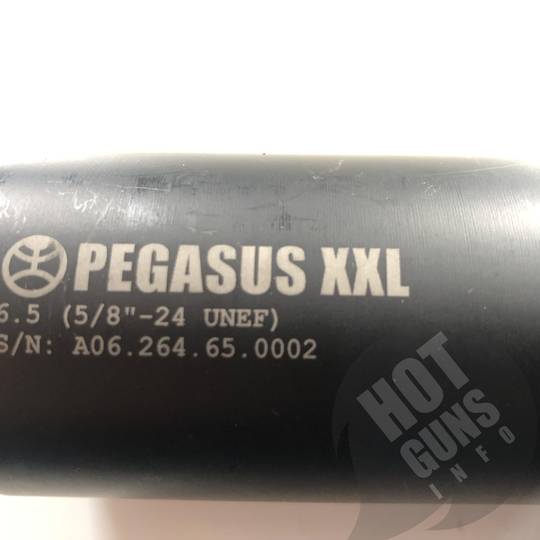 PEGASUS XXL
6.5 (5/8"-24 UNEF)
S/N: A06.264.65.0002
HOT
GUNS
INFO